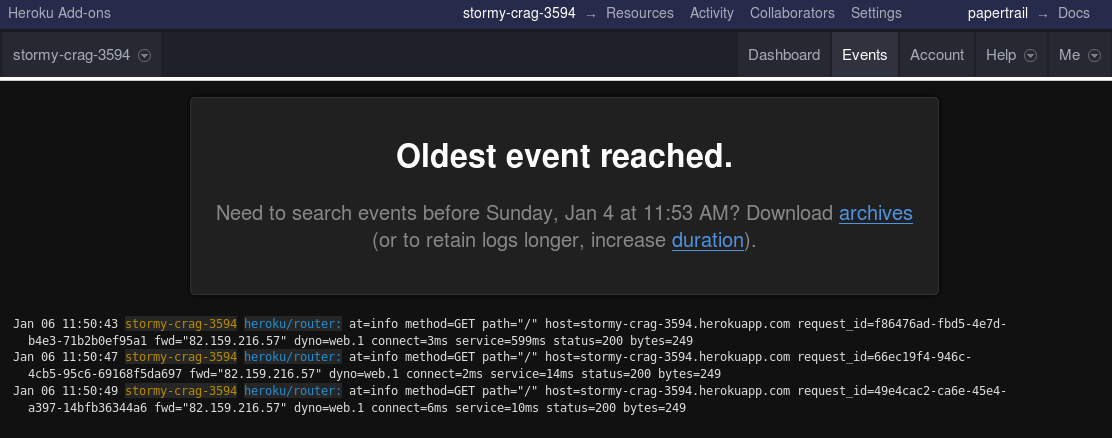 Heroku Add-ons stormy-crag-3594 → Resources Activity Collaborators Settings papertrail → Docs
stormy-crag-3594 Dashboard Events Account Help Me
Oldest event reached.
Need to search events before Sunday, Jan 4 at 11:53 AM? Download archives
(or to retain logs longer, increase duration).
Jan 06 11:50:43 stormy-crag-3594 heroku/router: at=info method=GET path="/" host=stormy-crag-3594.herokuapp.com request_id=f86476ad-fbd5-4e7d-
b4e3-71b2b0ef95a1 fwd="82.159.216.57" dyno=web.1 connect=3ms service=599ms status=200 bytes=249
Jan 06 11:50:47 stormy-crag-3594 heroku/router: at=info method=GET path="/" host=stormy-crag-3594.herokuapp.com request_id=66ec19f4-946c-
4cb5-95c6-69168f5da697 fwd="82.159.216.57" dyno=web.1 connect=2ms service=14ms status=200 bytes=249
Jan 06 11:50:49 stormy-crag-3594 heroku/router: at=info method=GET path="/" host=stormy-crag-3594.herokuapp.com request_id=49e4cac2-ca6e-45e4-
a397-14bfb36344a6 fwd="82.159.216.57" dyno=web.1 connect=6ms service=10ms status=200 bytes=249